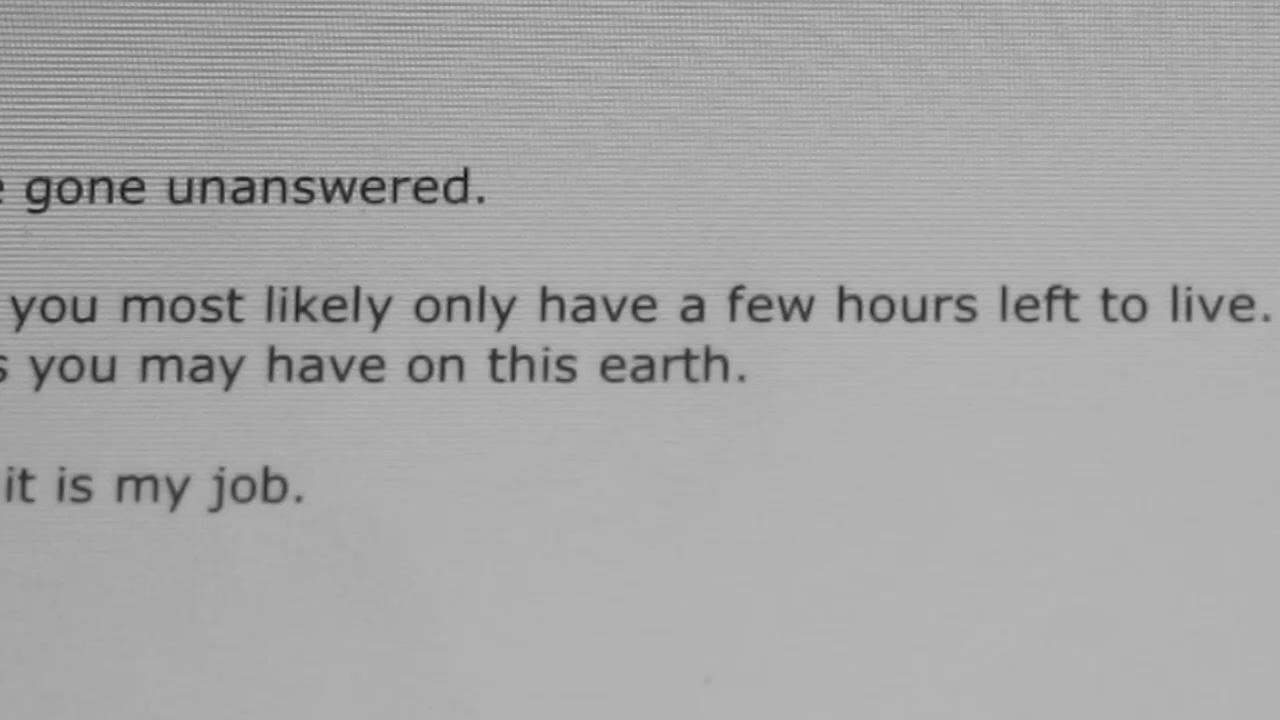 gone unanswered.
you most likely only have a few hours left to live.
you may have on this earth.
it is my job.